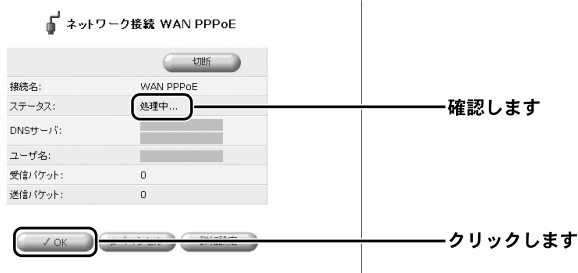 ネットワーク接続 WAN PPPoE
切断
接続名: WAN PPPoE
ステータス: 処理中...
確認します
DNSサーバ:
ユーザ名:
受信パケット: 0
送信パケット: 0
✓ OK
クリックします